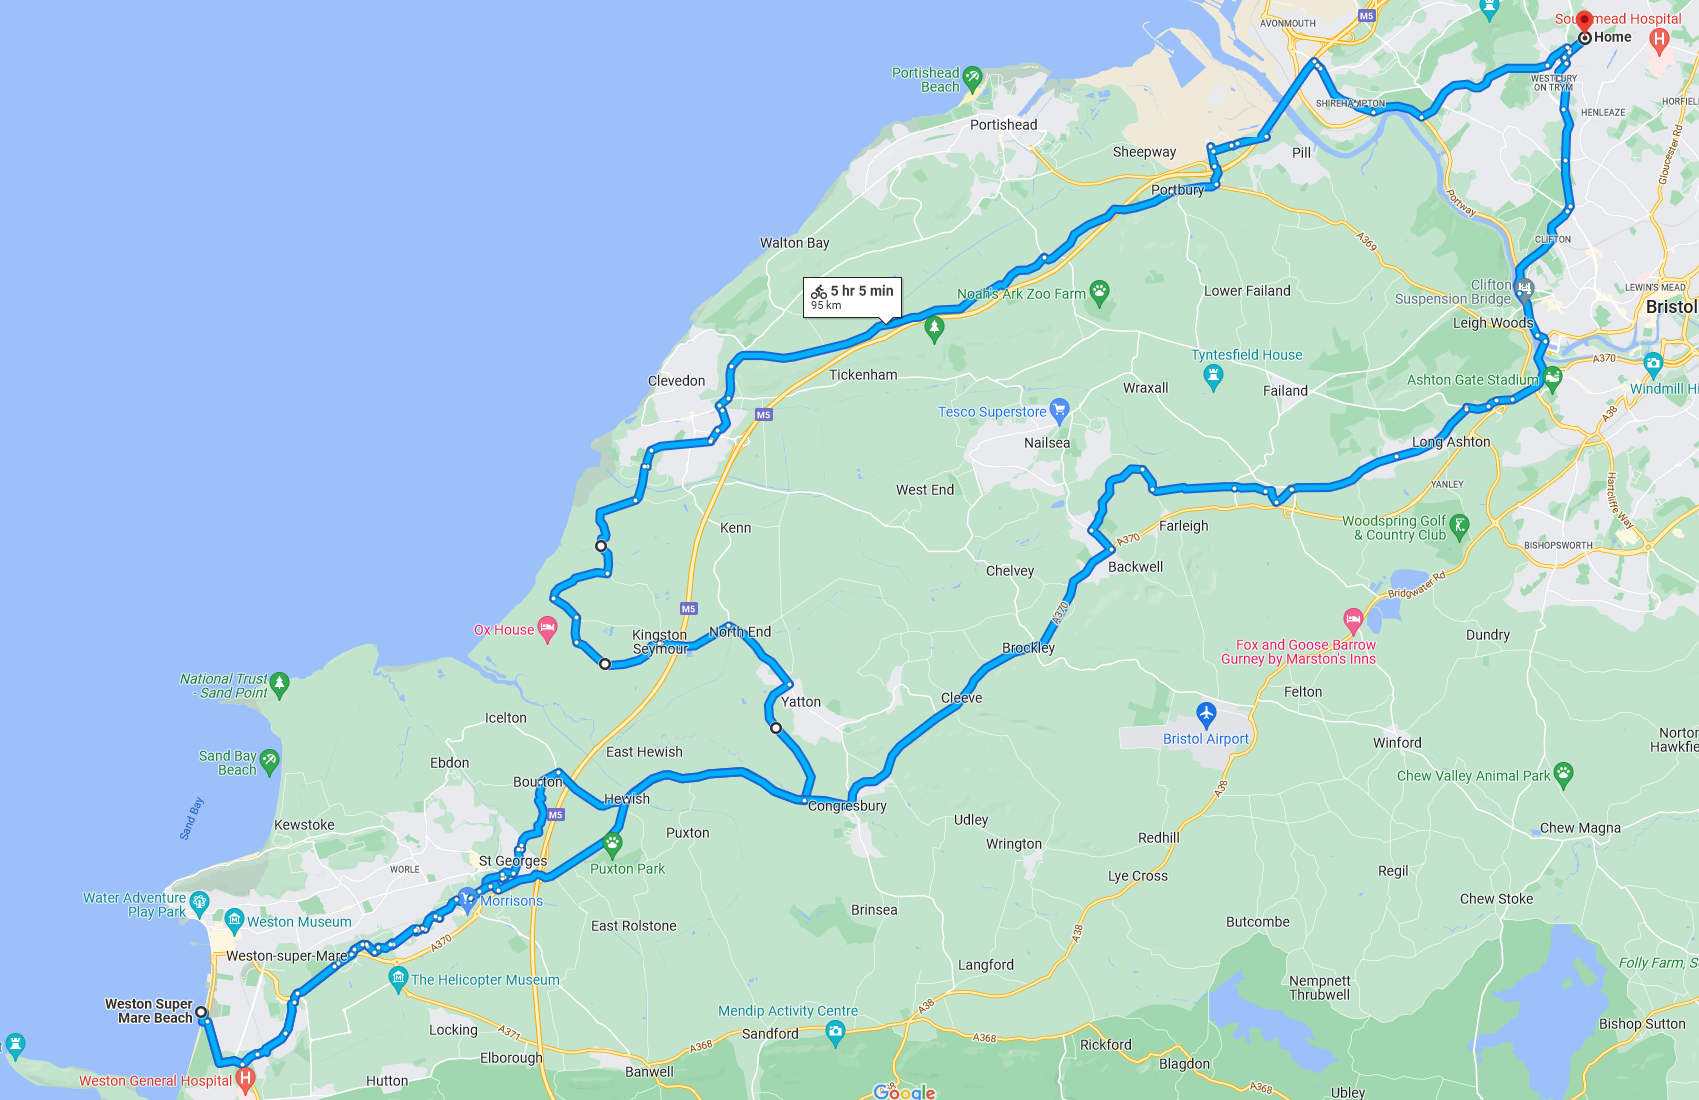 AVONMOUTH
M5
Southmead Hospital
Home
H
Portishead
Beach
WESTBURY
ON TRYM
SHIREHAMPTON
HENLEAZE
HORFIEL
Portishead
Sheepway
Pill
Gloucester Rd
Portbury
Portway
A369
CLIFTON
Walton Bay
5 hr 5 min
95 km
Noah's Ark Zoo Farm
Lower Failand
Clifton
Suspension Bridge
LEWIN'S MEAD
Bristol
Leigh Woods
Tyntesfield House
A370
Clevedon
Tickenham
Wraxall
Failand
Ashton Gate Stadium
Windmill Hi
A38
M5
Tesco Superstore
Nailsea
Long Ashton
YANLEY
Hartcliffe Way
West End
Kenn
Farleigh
A370
Woodspring Golf
& Country Club
BISHOPSWORTH
Chelvey
Backwell
Bridgwater Rd
M5
A370
Ox House
Kingston
Seymour
North End
Brockley
Fox and Goose Barrow
Gurney by Marston's Inns
Dundry
National Trust
- Sand Point
Icelton
Yatton
Cleeve
Felton
Bristol Airport
Winford
Norton
Hawkfie
Sand Bay
Beach
Ebdon
East Hewish
Bourton
Hewish
Congresbury
A38
Chew Valley Animal Park
Sand Bay
Kewstoke
M5
Puxton
Udley
Wrington
Redhill
Chew Magna
WORLE
St Georges
Puxton Park
Lye Cross
Regil
Water Adventure
Play Park
Weston Museum
Morrisons
Brinsea
Chew Stoke
A370
East Rolstone
A38
Butcombe
Weston-super-Mare
The Helicopter Museum
Langford
Nempnett
Thrubwell
Folly Farm, S
Weston Super
Mare Beach
Locking
A371
Mendip Activity Centre
Sandford
A38
A368
Bishop Sutton
Elborough
A368
Rickford
Blagdon
Weston General Hospital
H
Hutton
Banwell
Google
A368
Ubley